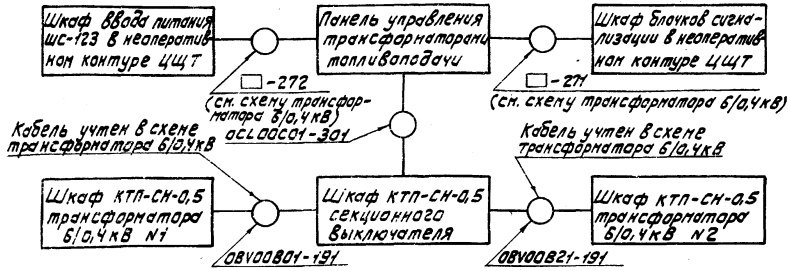 Шкаф ввода питания
ШС-123 в неоператив-
ном контуре ЦЩТ
Панель управления
трансформаторами
топливоподачи
Шкаф блочков сигна-
лизации в неоператив-
ном контуре ЦЩТ
-272
(см. схему трансфор-
матора 6/0,4кВ)
-271
(см. схему трансформатора 6/0,4кВ)
0CL00C01-301
Кабель учтен в схеме
трансформатора 6/0,4кВ
Кабель учтен в схеме
трансформатора 6/0,4кВ
Шкаф КТП-СН-0,5
трансформатора
6/0,4кВ №1
Шкаф КТП-СН-0,5
секционного
выключателя
Шкаф КТП-СН-0,5
трансформатора
6/0,4кВ №2
0BV00B01-191
0BV00B21-191